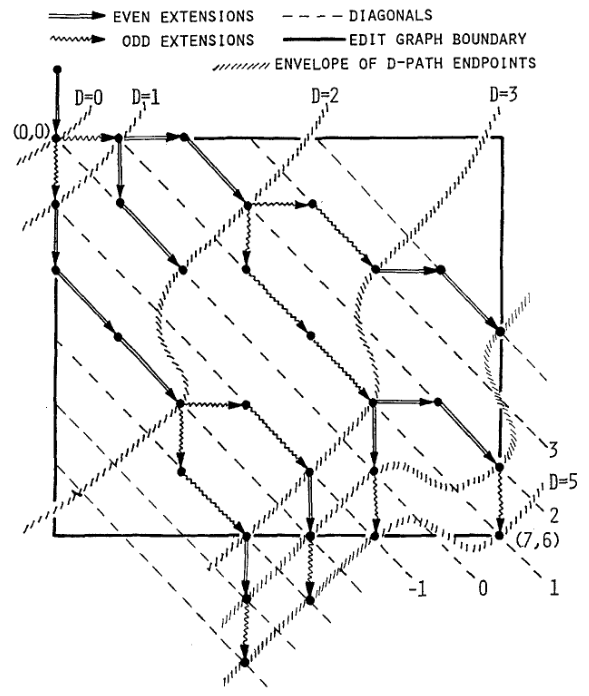 EVEN EXTENSIONS DIAGONALS
ODD EXTENSIONS EDIT GRAPH BOUNDARY
ENVELOPE OF D-PATH ENDPOINTS
D=0 D=1 D=2 D=3
(0,0)
3
D=5
2
(7,6)
-1 0 1